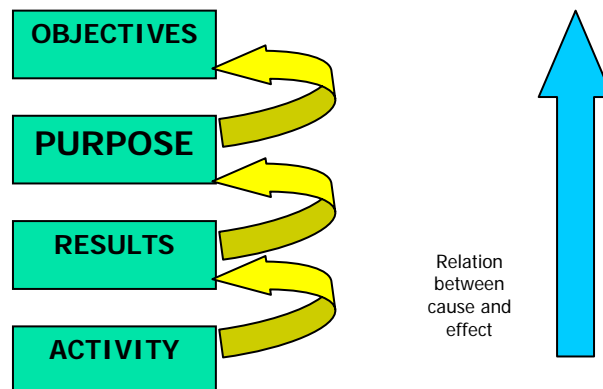 OBJECTIVES
PURPOSE
RESULTS
ACTIVITY
Relation
between
cause and
effect